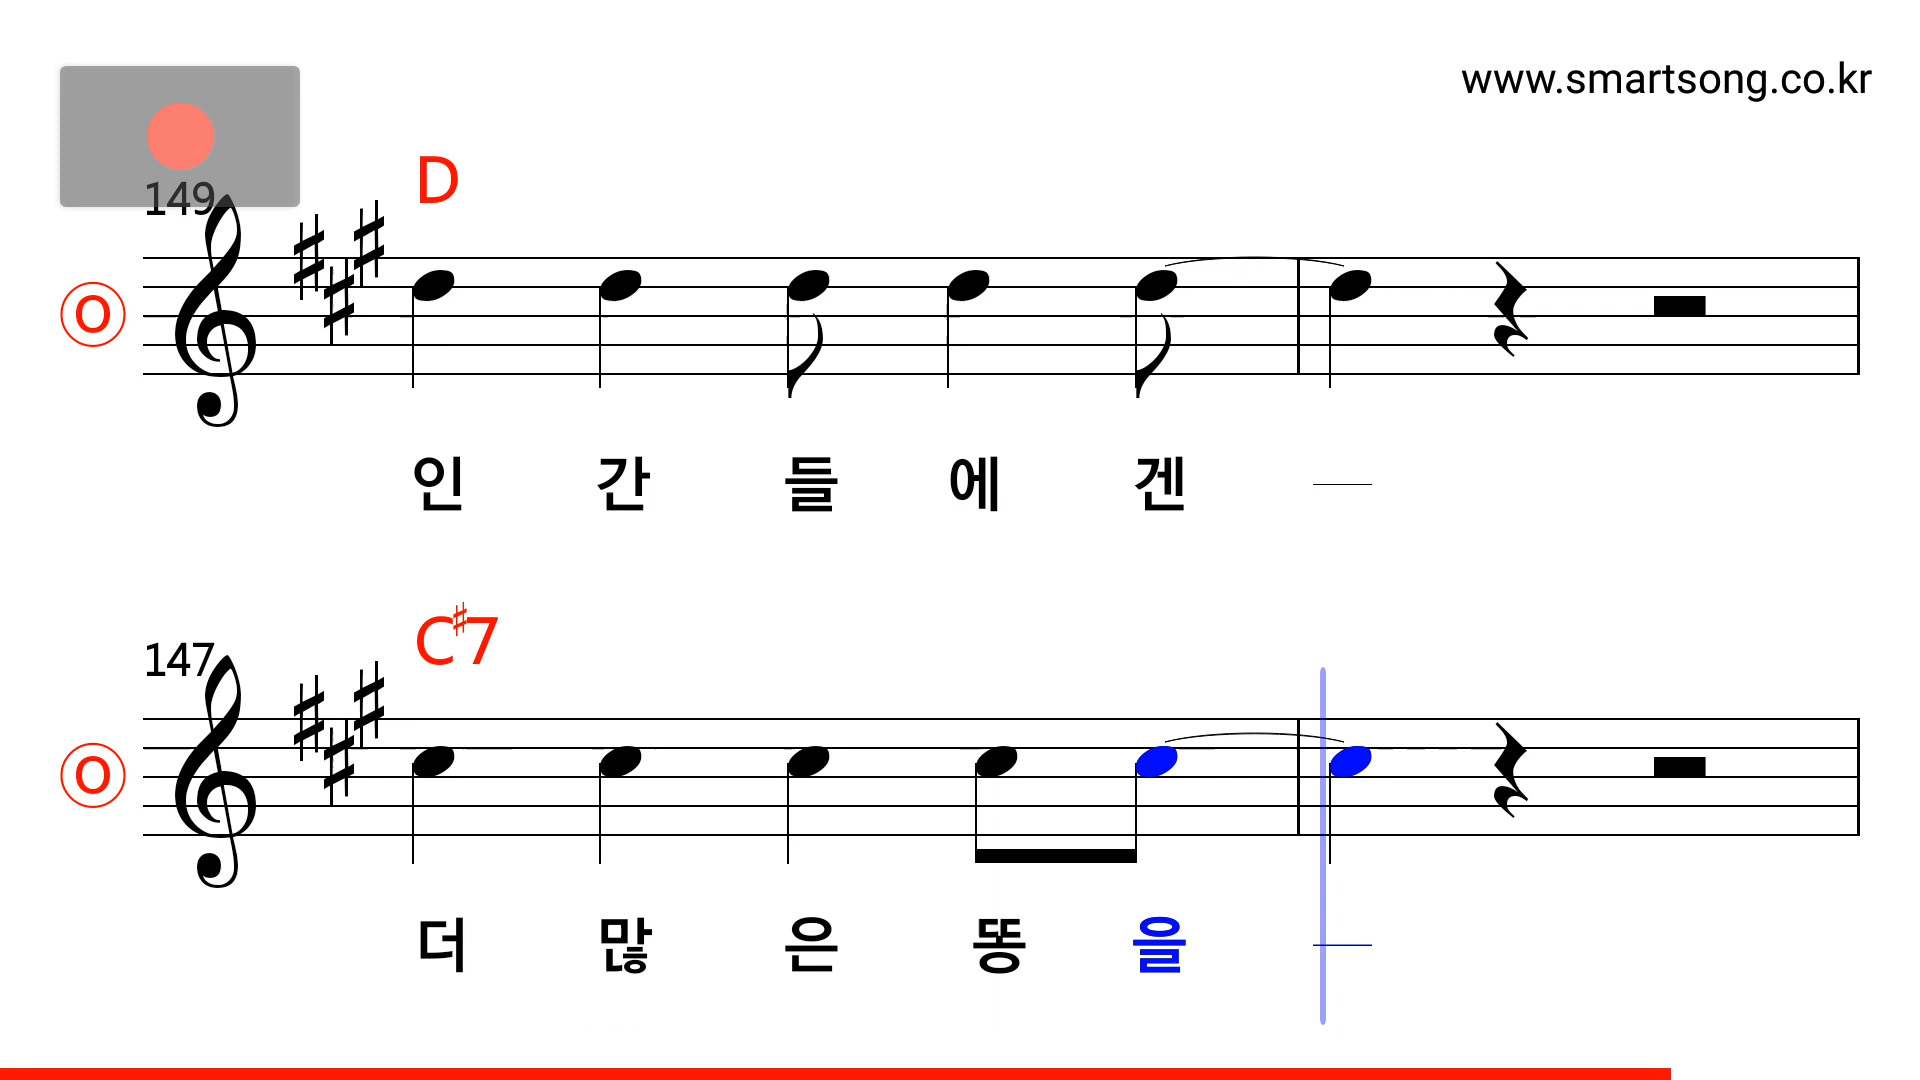 www.smartsong.co.kr
149
D
O
인 간 들 에 겐 —
147
C♯7
O
더 많 은 똥 을 —